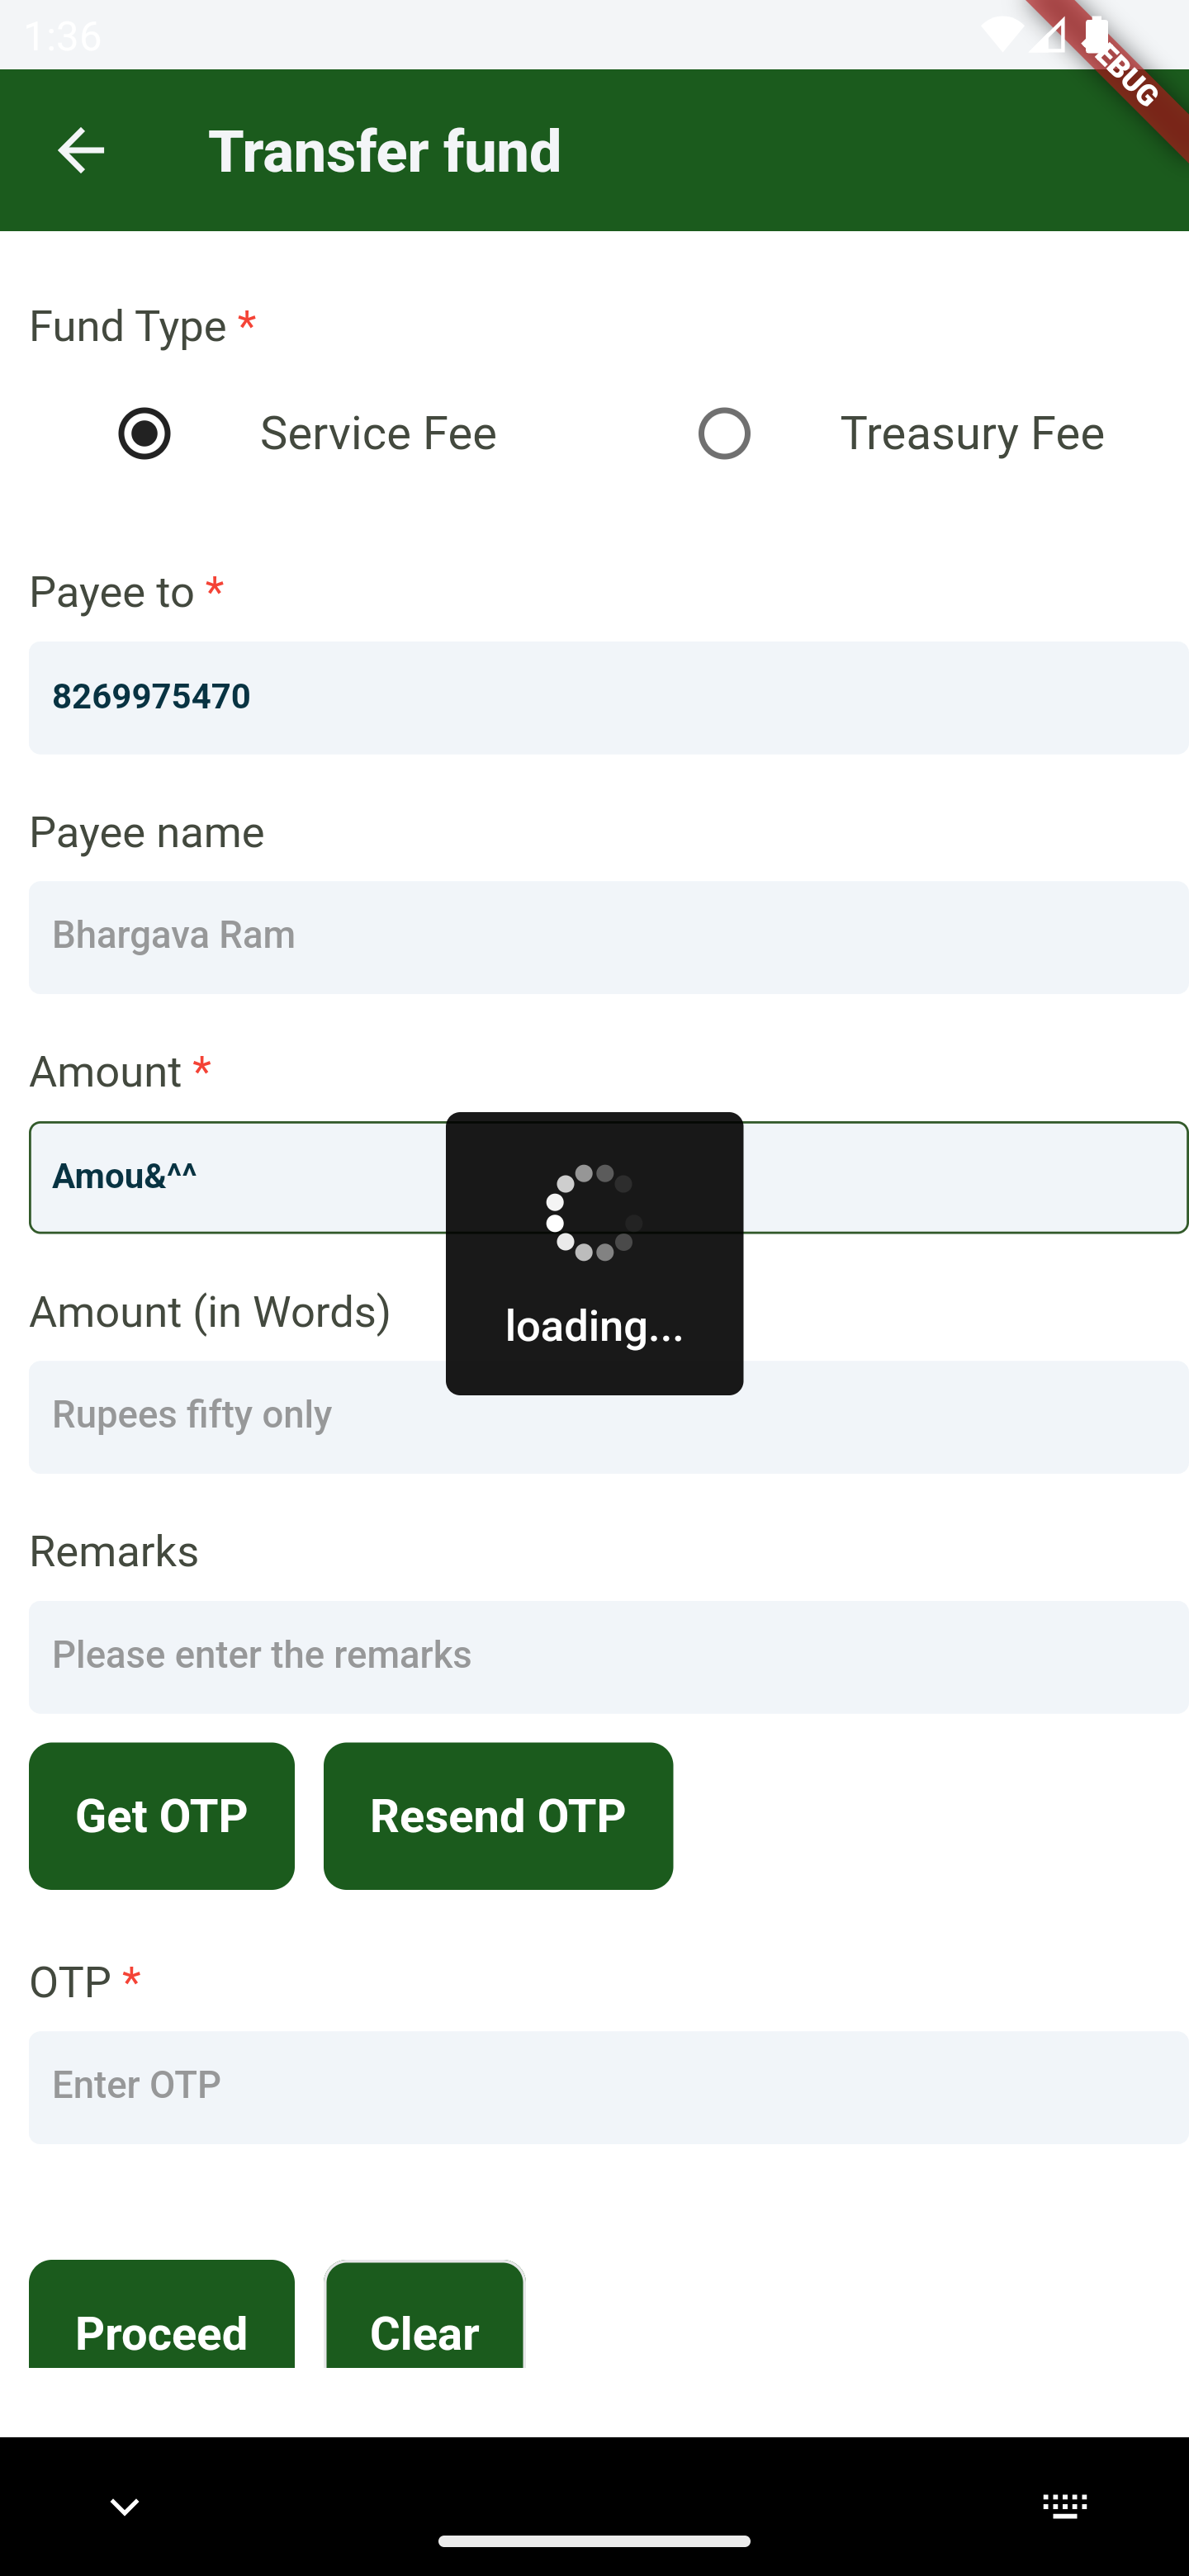 1:36
DEBUG
Transfer fund
Fund Type *
Service Fee
Treasury Fee
Payee to *
8269975470
Payee name
Bhargava Ram
Amount *
Amou&^^
loading...
Amount (in Words)
Rupees fifty only
Remarks
Please enter the remarks
Get OTP
Resend OTP
OTP *
Enter OTP
Proceed
Clear